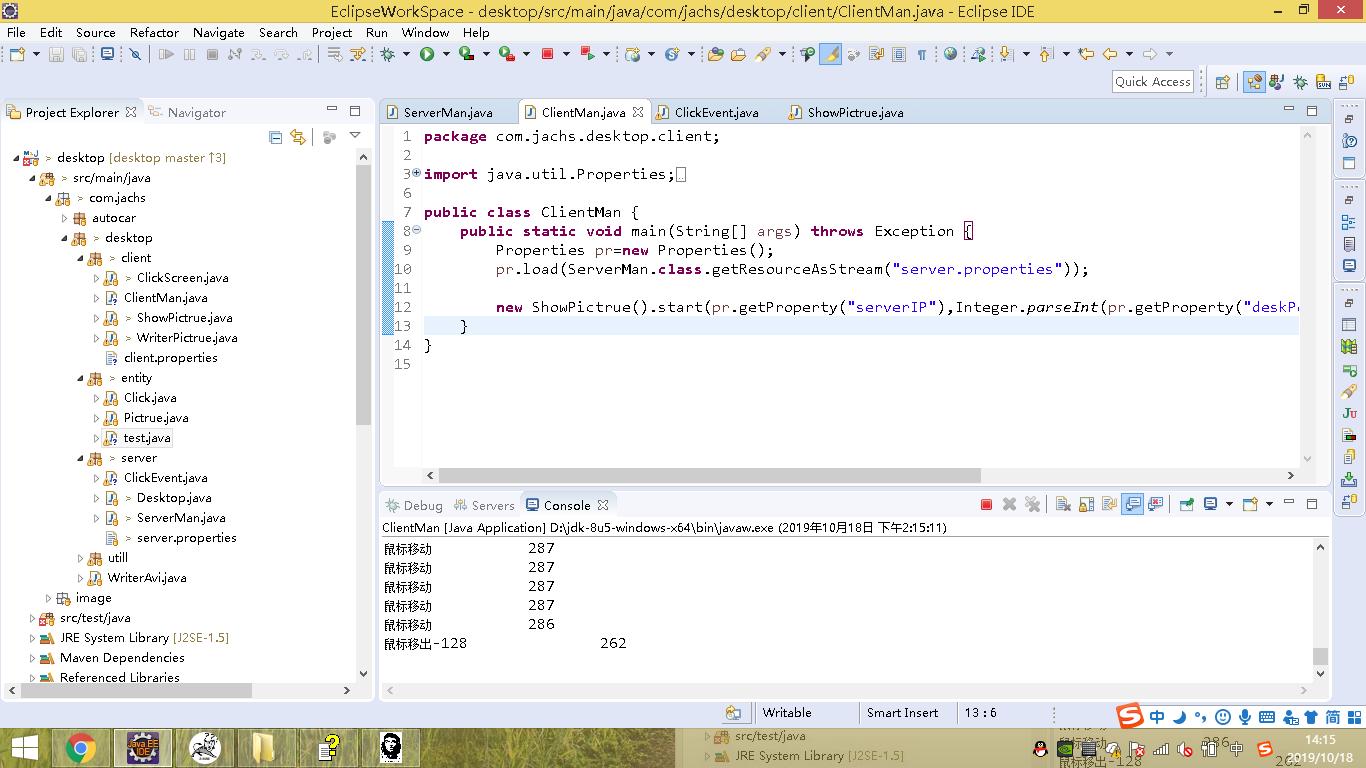 EclipseWorkSpace - desktop/src/main/java/com/jachs/desktop/client/ClientMan.java - Eclipse IDE
File Edit Source Refactor Navigate Search Project Run Window Help
Quick Access
Project Explorer
Navigator
> desktop [desktop master ↑3]
> src/main/java
> com.jachs
autocar
> desktop
> client
> ClickScreen.java
ClientMan.java
> ShowPictrue.java
> WriterPictrue.java
client.properties
> entity
Click.java
Pictrue.java
test.java
> server
ClickEvent.java
> Desktop.java
> ServerMan.java
> server.properties
utill
WriterAvi.java
image
src/test/java
JRE System Library [J2SE-1.5]
Maven Dependencies
Referenced Libraries
ServerMan.java ClientMan.java ClickEvent.java ShowPictrue.java
1 package com.jachs.desktop.client;
2
3 import java.util.Properties;
6
7 public class ClientMan {
8 public static void main(String[] args) throws Exception {
9 Properties pr=new Properties();
10 pr.load(ServerMan.class.getResourceAsStream("server.properties"));
11
12 new ShowPictrue().start(pr.getProperty("serverIP"),Integer.parseInt(pr.getProperty("deskP
13 }
14 }
15
Debug Servers Console
ClientMan [Java Application] D:\jdk-8u5-windows-x64\bin\javaw.exe (2019年10月18日 下午2:15:11)
鼠标移动 287
鼠标移动 287
鼠标移动 287
鼠标移动 287
鼠标移动 286
鼠标移出-128 262
Writable Smart Insert 13 : 6
中 简
src/test/java
JRE System Library [J2SE-1.5]
286
鼠标移出-128 262
中
14:15
2019/10/18